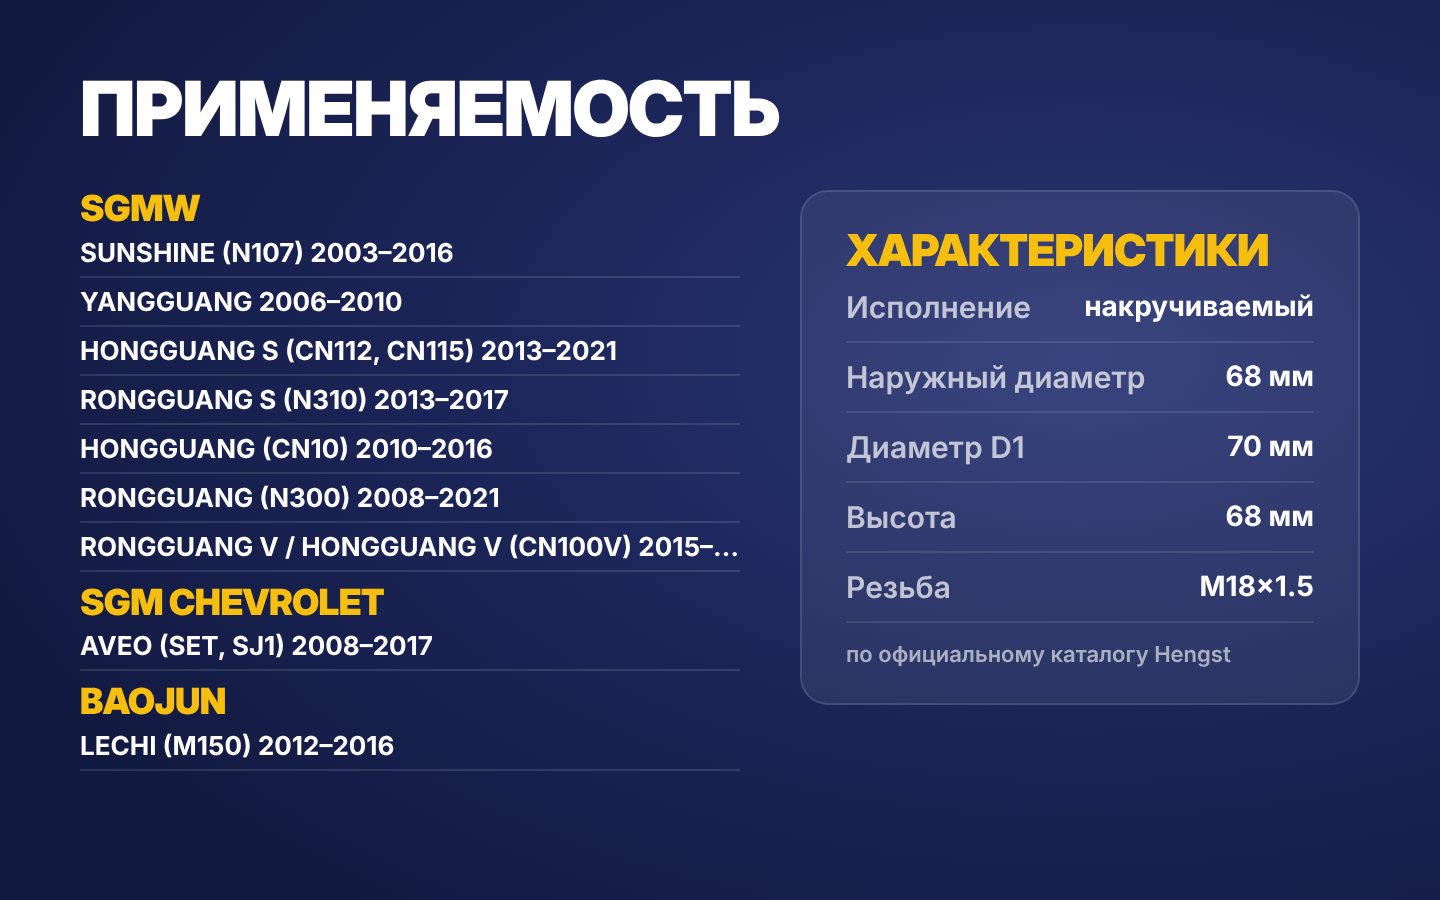 ПРИМЕНЯЕМОСТЬ
SGMW
SUNSHINE (N107) 2003–2016
YANGGUANG 2006–2010
HONGGUANG S (CN112, CN115) 2013–2021
RONGGUANG S (N310) 2013–2017
HONGGUANG (CN10) 2010–2016
RONGGUANG (N300) 2008–2021
RONGGUANG V / HONGGUANG V (CN100V) 2015–...
SGM CHEVROLET
AVEO (SET, SJ1) 2008–2017
BAOJUN
LECHI (M150) 2012–2016
ХАРАКТЕРИСТИКИ
Исполнение накручиваемый
Наружный диаметр 68 мм
Диаметр D1 70 мм
Высота 68 мм
Резьба M18×1.5
по официальному каталогу Hengst